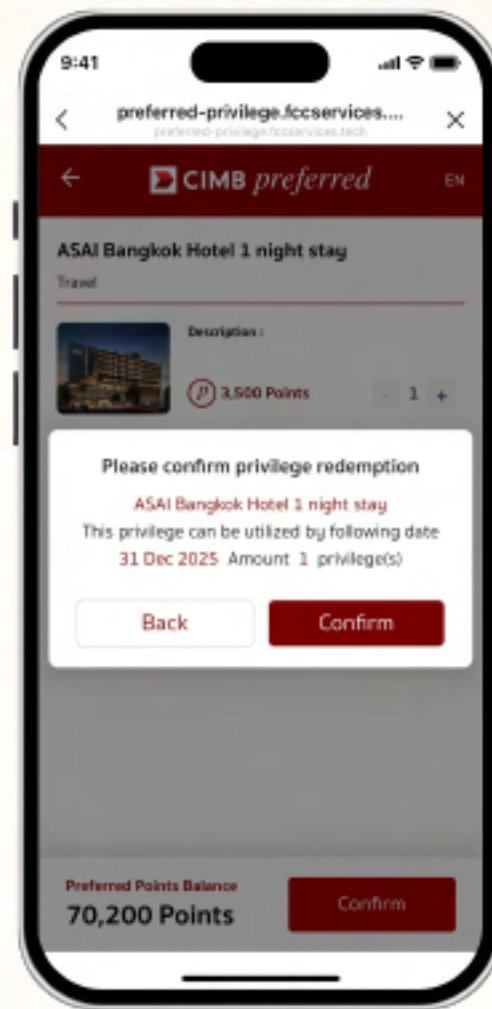 9:41
preferred-privilege.fccservices....
preferred-privilege.fccservices.tech
CIMB preferred
EN
ASAI Bangkok Hotel 1 night stay
Travel
Description :
P 3,500 Points
- 1 +
Please confirm privilege redemption
ASAI Bangkok Hotel 1 night stay
This privilege can be utilized by following date
31 Dec 2025 Amount 1 privilege(s)
Back
Confirm
Preferred Points Balance
70,200 Points
Confirm